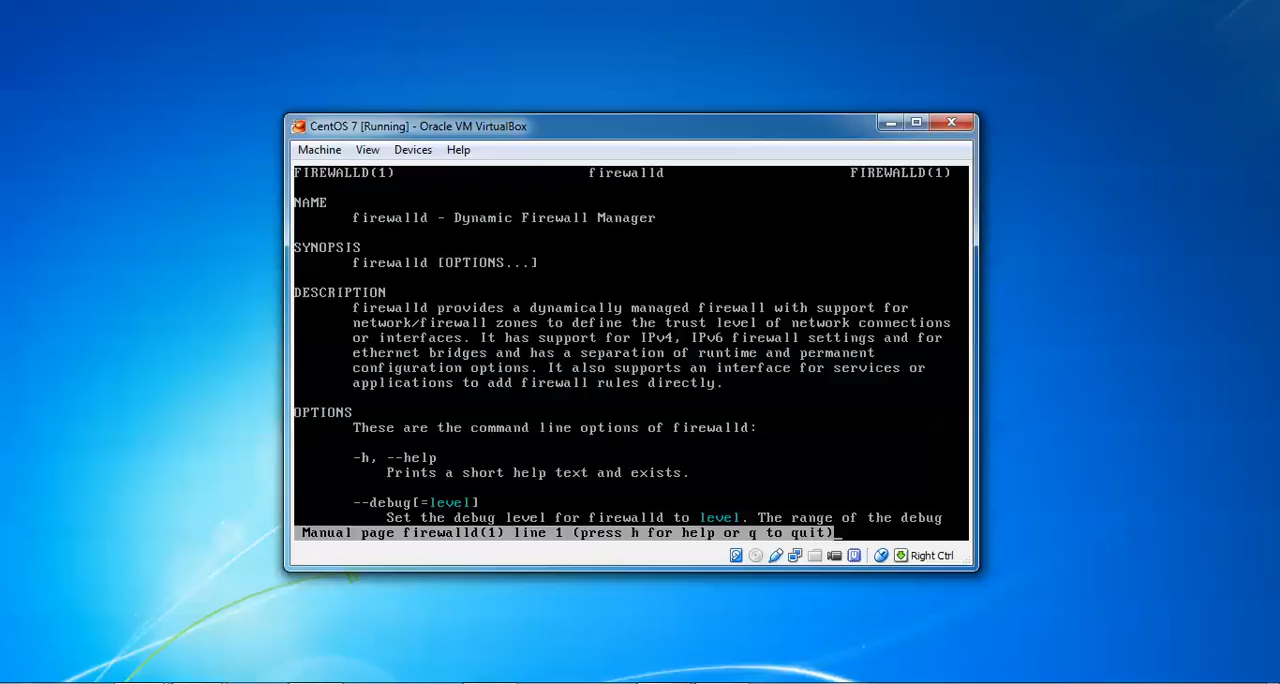 CentOS 7 [Running] - Oracle VM VirtualBox
Machine View Devices Help
FIREWALLD(1) firewalld FIREWALLD(1)
NAME
firewalld - Dynamic Firewall Manager
SYNOPSIS
firewalld [OPTIONS...]
DESCRIPTION
firewalld provides a dynamically managed firewall with support for
network/firewall zones to define the trust level of network connections
or interfaces. It has support for IPv4, IPv6 firewall settings and for
ethernet bridges and has a separation of runtime and permanent
configuration options. It also supports an interface for services or
applications to add firewall rules directly.
OPTIONS
These are the command line options of firewalld:
-h, --help
Prints a short help text and exists.
--debug[=level]
Set the debug level for firewalld to level. The range of the debug
Manual page firewalld(1) line 1 (press h for help or q to quit)_
Right Ctrl